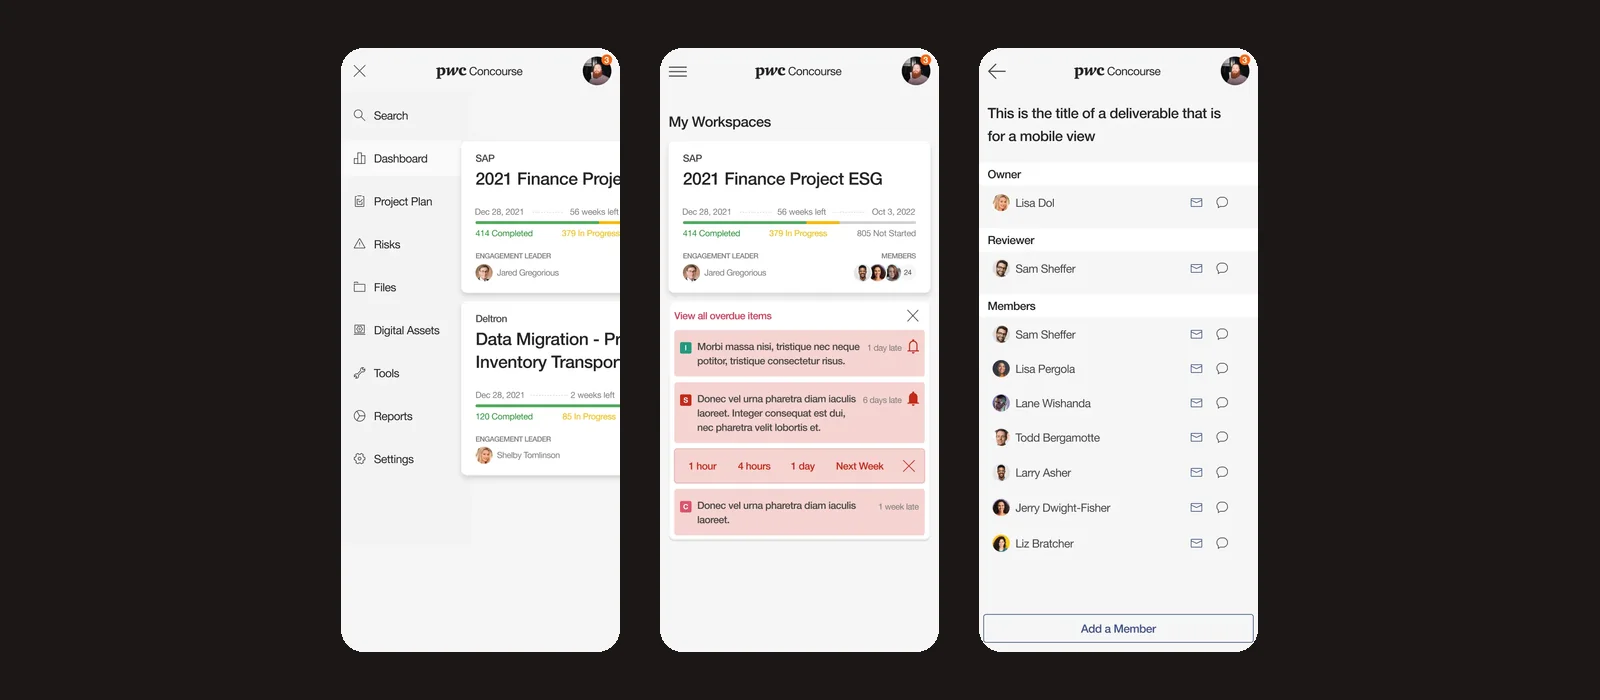 pwc Concourse
3
Search
Dashboard
Project Plan
Risks
Files
Digital Assets
Tools
Reports
Settings
SAP
2021 Finance Proje
Dec 28, 2021 56 weeks left
414 Completed 379 In Progress
ENGAGEMENT LEADER
Jared Gregorious
Deltron
Data Migration - Pr
Inventory Transpor
Dec 28, 2021 2 weeks left
120 Completed 85 In Progress
ENGAGEMENT LEADER
Shelby Tomlinson
pwc Concourse
3
My Workspaces
SAP
2021 Finance Project ESG
Dec 28, 2021 56 weeks left Oct 3, 2022
414 Completed 379 In Progress 805 Not Started
ENGAGEMENT LEADER MEMBERS
Jared Gregorious 24
View all overdue items
I Morbi massa nisi, tristique nec neque 1 day late
potitor, tristique consectetur risus.
S Donec vel urna pharetra diam iaculis 6 days late
laoreet. Integer consequat est dui,
nec pharetra velit lobortis et.
1 hour 4 hours 1 day Next Week
C Donec vel urna pharetra diam iaculis 1 week late
laoreet.
pwc Concourse
3
This is the title of a deliverable that is
for a mobile view
Owner
Lisa Dol
Reviewer
Sam Sheffer
Members
Sam Sheffer
Lisa Pergola
Lane Wishanda
Todd Bergamotte
Larry Asher
Jerry Dwight-Fisher
Liz Bratcher
Add a Member